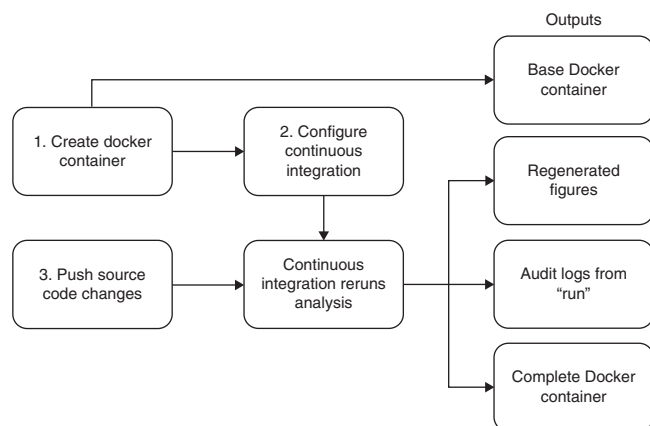 Outputs
Base Docker
container
1. Create docker
container
2. Configure
continuous
integration
Regenerated
figures
3. Push source
code changes
Continuous
integration reruns
analysis
Audit logs from
“run”
Complete Docker
container